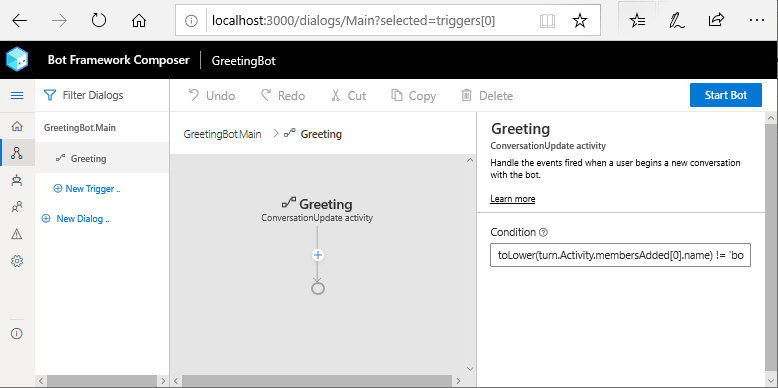 localhost:3000/dialogs/Main?selected=triggers[0]
Bot Framework Composer
GreetingBot
Filter Dialogs
Undo
Redo
Cut
Copy
Delete
Start Bot
GreetingBot.Main
Greeting
New Trigger ..
New Dialog ..
GreetingBot.Main > Greeting
Greeting
ConversationUpdate activity
Greeting
ConversationUpdate activity
Handle the events fired when a user begins a new conversation
with the bot.
Learn more
Condition
toLower(turn.Activity.membersAdded[0].name) != 'bo